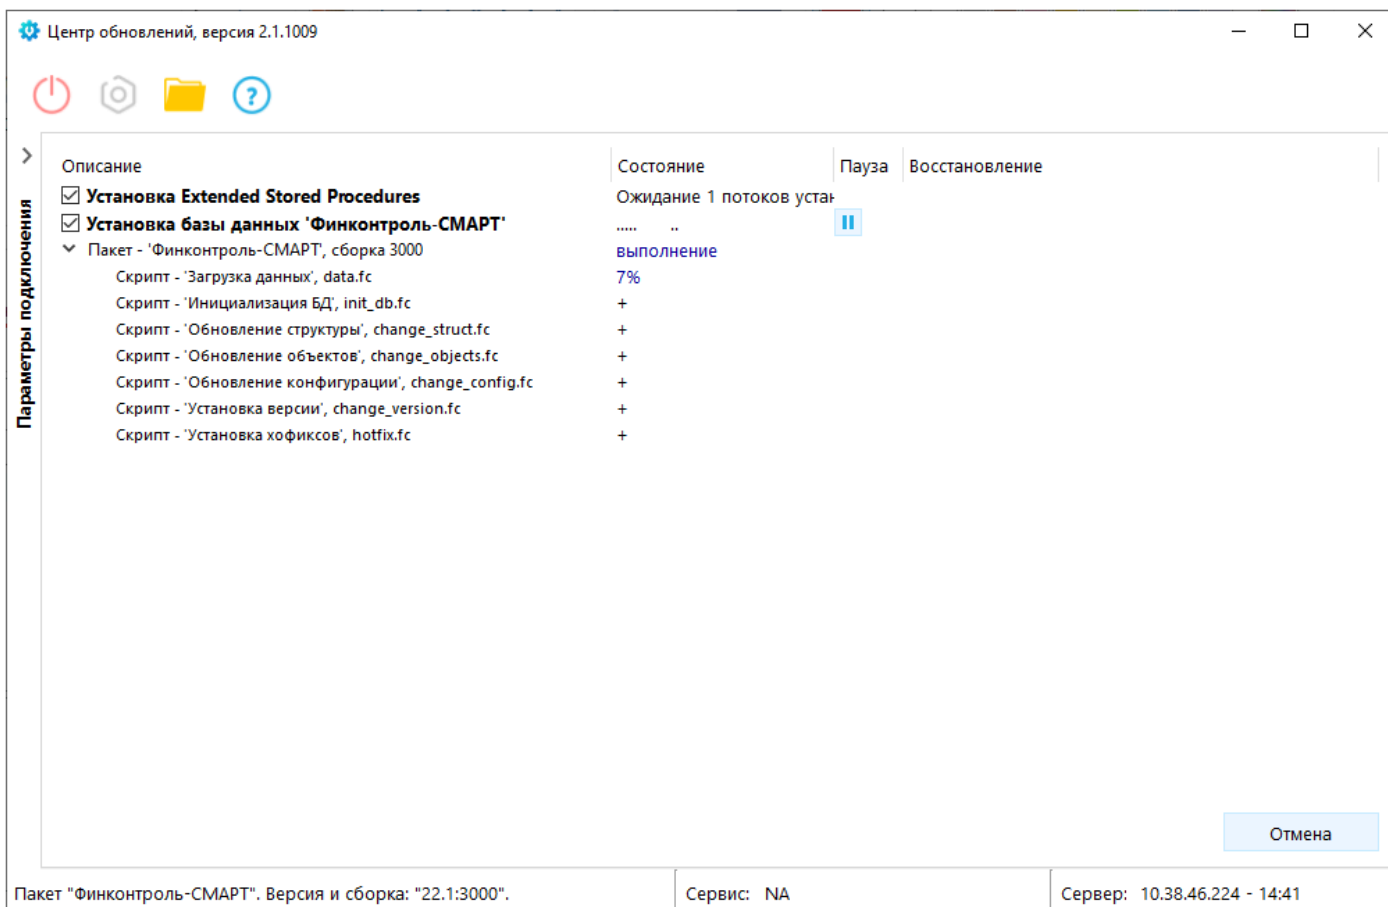 Центр обновлений, версия 2.1.1009
Описание Состояние Пауза Восстановление
Установка Extended Stored Procedures Ожидание 1 потоков устан
Установка базы данных 'Финконтроль-СМАРТ' ..... ..
Пакет - 'Финконтроль-СМАРТ', сборка 3000 выполнение
Скрипт - 'Загрузка данных', data.fc 7%
Скрипт - 'Инициализация БД', init_db.fc +
Скрипт - 'Обновление структуры', change_struct.fc +
Скрипт - 'Обновление объектов', change_objects.fc +
Скрипт - 'Обновление конфигурации', change_config.fc +
Скрипт - 'Установка версии', change_version.fc +
Скрипт - 'Установка хофиксов', hotfix.fc +
Параметры подключения
Отмена
Пакет "Финконтроль-СМАРТ". Версия и сборка: "22.1:3000". Сервис: NA Сервер: 10.38.46.224 - 14:41